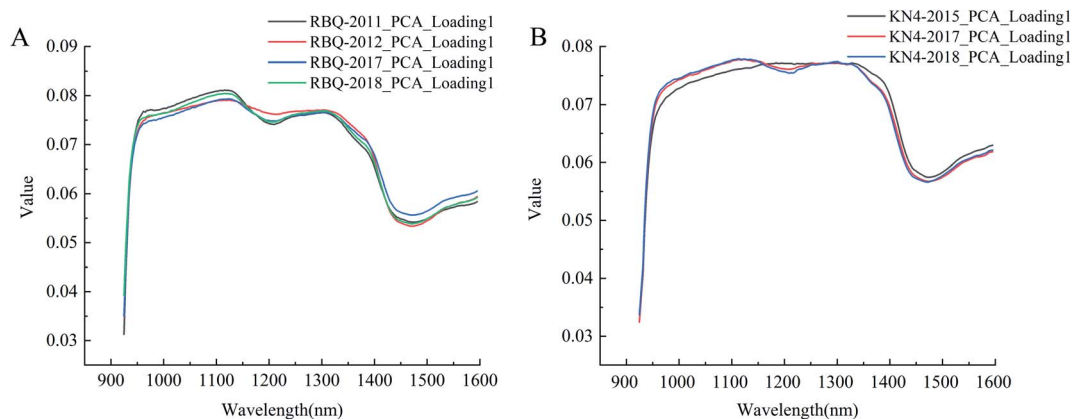 A
RBQ-2011_PCA_Loading1
RBQ-2012_PCA_Loading1
RBQ-2017_PCA_Loading1
RBQ-2018_PCA_Loading1
0.09
0.08
0.07
0.06
0.05
0.04
0.03
Value
900 1000 1100 1200 1300 1400 1500 1600
Wavelength(nm)
B
KN4-2015_PCA_Loading1
KN4-2017_PCA_Loading1
KN4-2018_PCA_Loading1
0.08
0.07
0.06
0.05
0.04
0.03
Value
900 1000 1100 1200 1300 1400 1500 1600
Wavelength(nm)